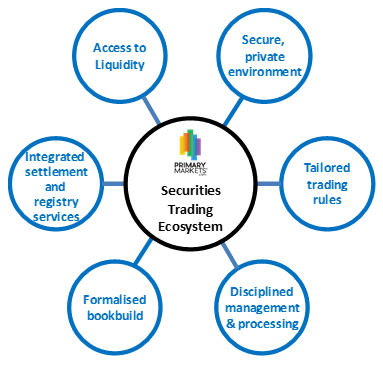 Access to
Liquidity
Secure,
private
environment
PRIMARY
MARKETS
Securities
Trading
Ecosystem
Integrated
settlement
and
registry
services
Tailored
trading
rules
Formalised
bookbuild
Disciplined
management
& processing